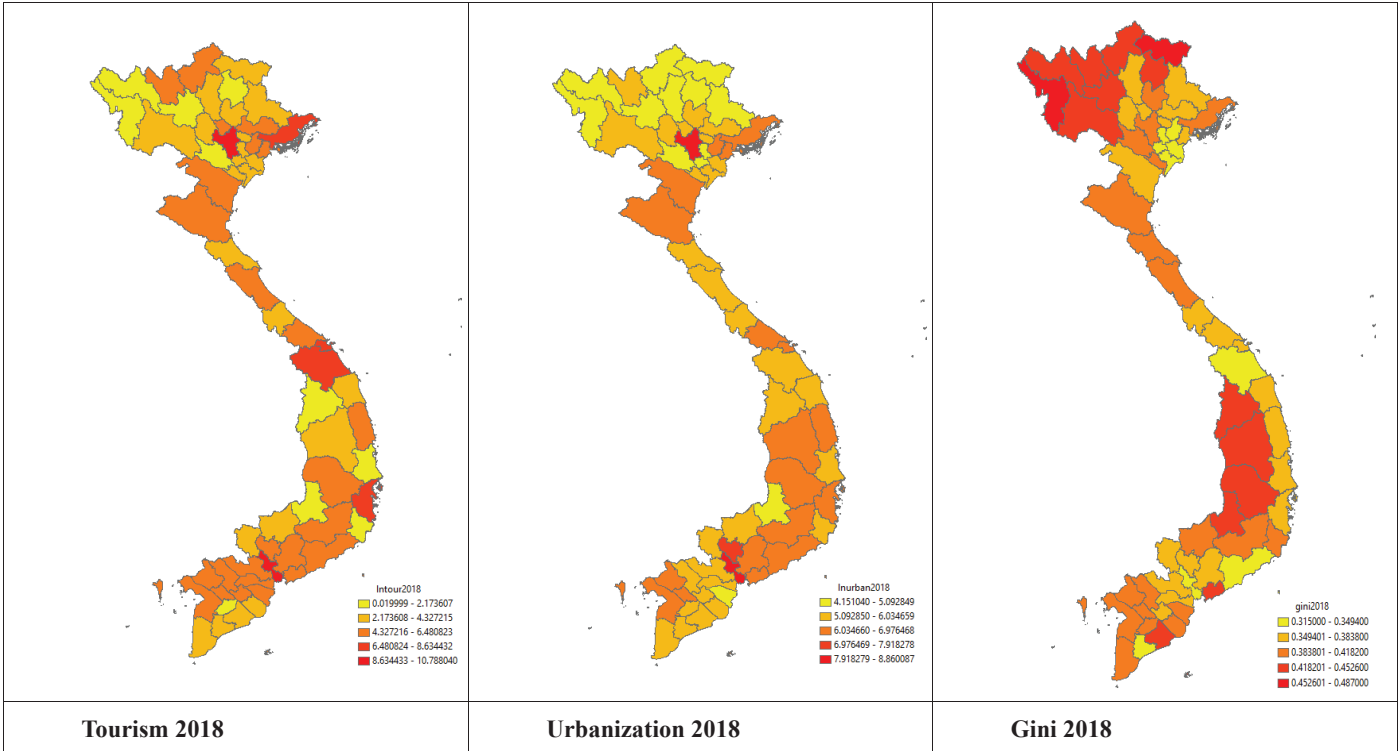 lntour2018
0.019999 - 2.173607
2.173608 - 4.327215
4.327216 - 6.480823
6.480824 - 8.634432
8.634433 - 10.788040
Tourism 2018
lnurban2018
4.151040 - 5.092849
5.092850 - 6.034659
6.034660 - 6.976468
6.976469 - 7.918278
7.918279 - 8.860087
Urbanization 2018
gini2018
0.315000 - 0.349400
0.349401 - 0.383800
0.383801 - 0.418200
0.418201 - 0.452600
0.452601 - 0.487000
Gini 2018